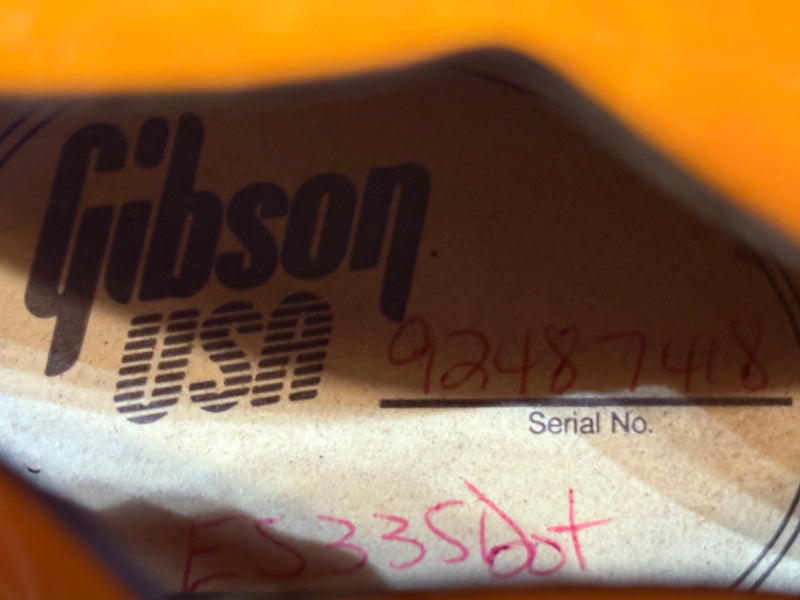 Gibson
USA
92487418
Serial No.
ES335dot